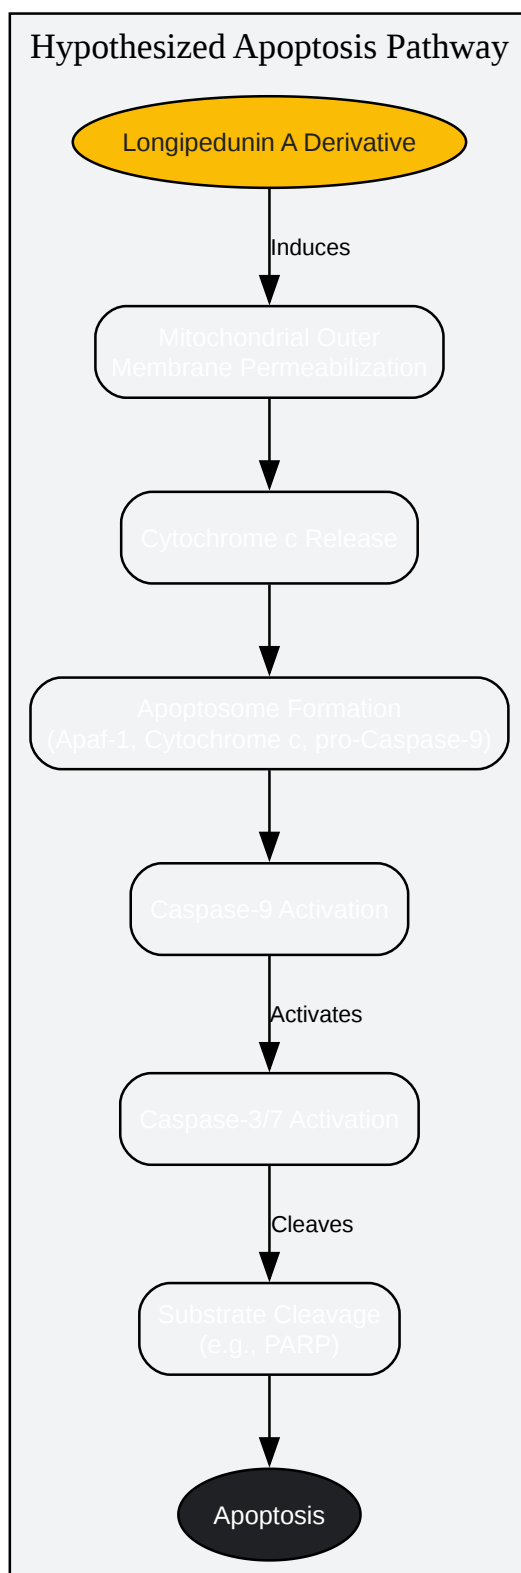 Hypothesized Apoptosis Pathway
Longipedunin A Derivative
Induces
Mitochondrial Outer
Membrane Permeabilization
Cytochrome c Release
Apoptosome Formation
(Apaf-1, Cytochrome c, pro-Caspase-9)
Caspase-9 Activation
Activates
Caspase-3/7 Activation
Cleaves
Substrate Cleavage
(e.g., PARP)
Apoptosis